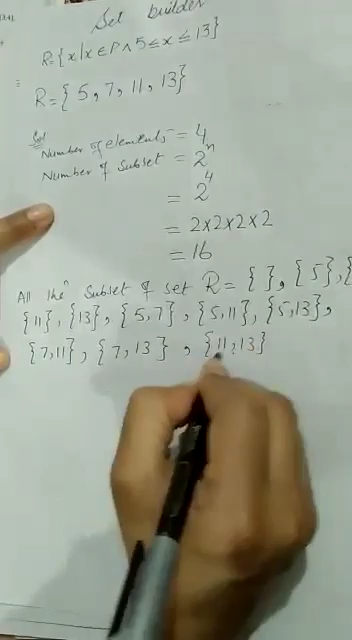 Set builder
R={x|x∈P∧5≤x≤13}
R={5,7,11,13}
Sol
Number of elements = 4
Number of subset = 2ⁿ
= 2⁴
= 2×2×2×2
= 16
All the subset of set R= { }, {5},{
{11},{13},{5,7},{5,11},{5,13},
{7,11},{7,13},{11,13}